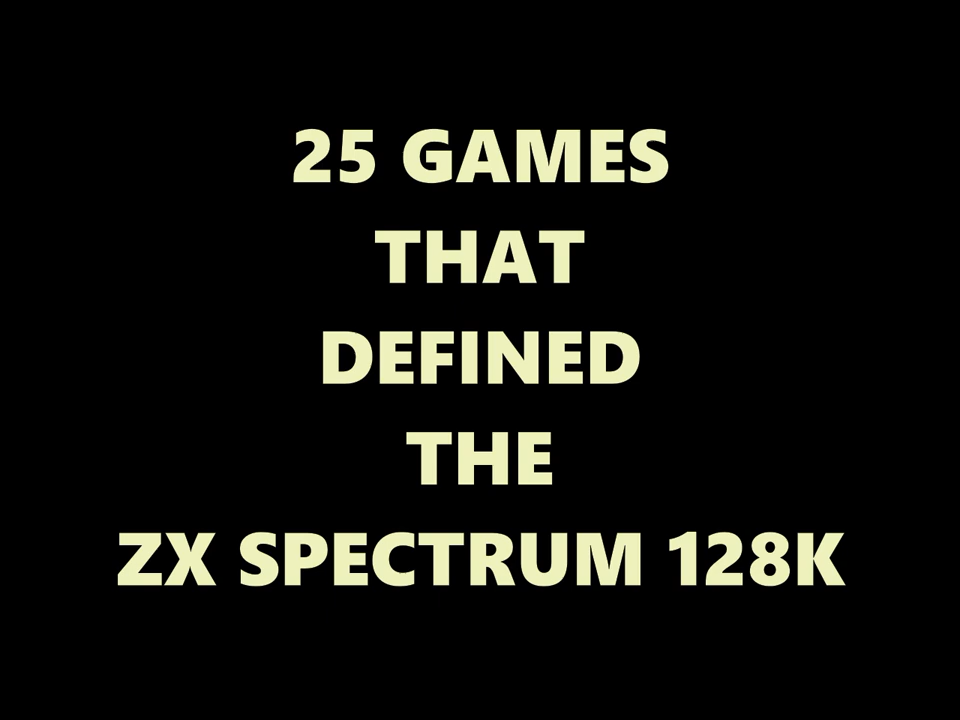 25 GAMES
THAT
DEFINED
THE
ZX SPECTRUM 128K